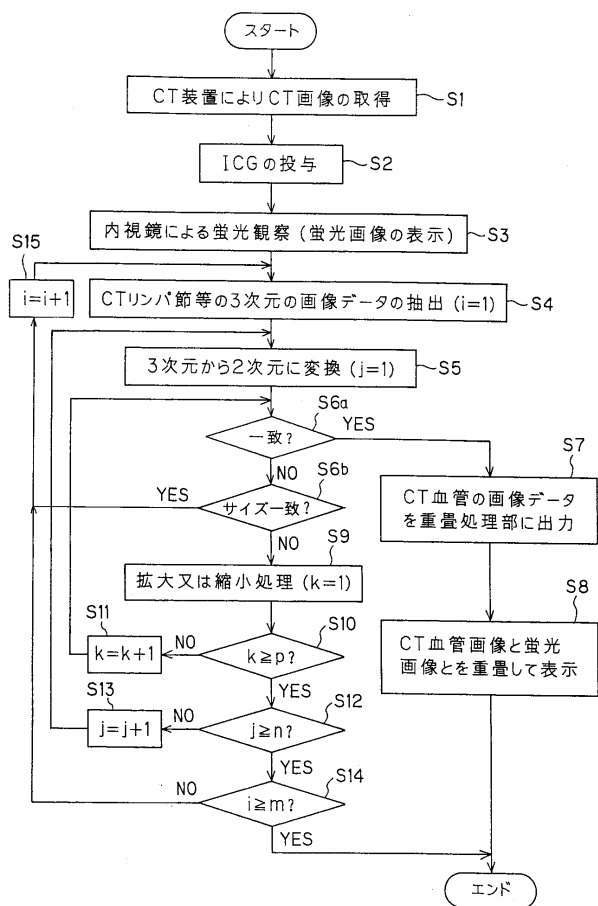 スタート
CT装置によりCT画像の取得
S1
ICGの投与
S2
内視鏡による蛍光観察(蛍光画像の表示)
S3
S15
i=i+1
CTリンパ節等の3次元の画像データの抽出(i=1)
S4
3次元から2次元に変換(j=1)
S5
S6a
一致?
YES
NO
S6b
サイズ一致?
YES
NO
S7
CT血管の画像データ
を重畳処理部に出力
S9
拡大又は縮小処理(k=1)
S8
CT血管画像と蛍光
画像とを重畳して表示
S10
k≧p?
NO
S11
k=k+1
YES
S12
j≧n?
NO
S13
j=j+1
YES
S14
i≧m?
NO
YES
エンド